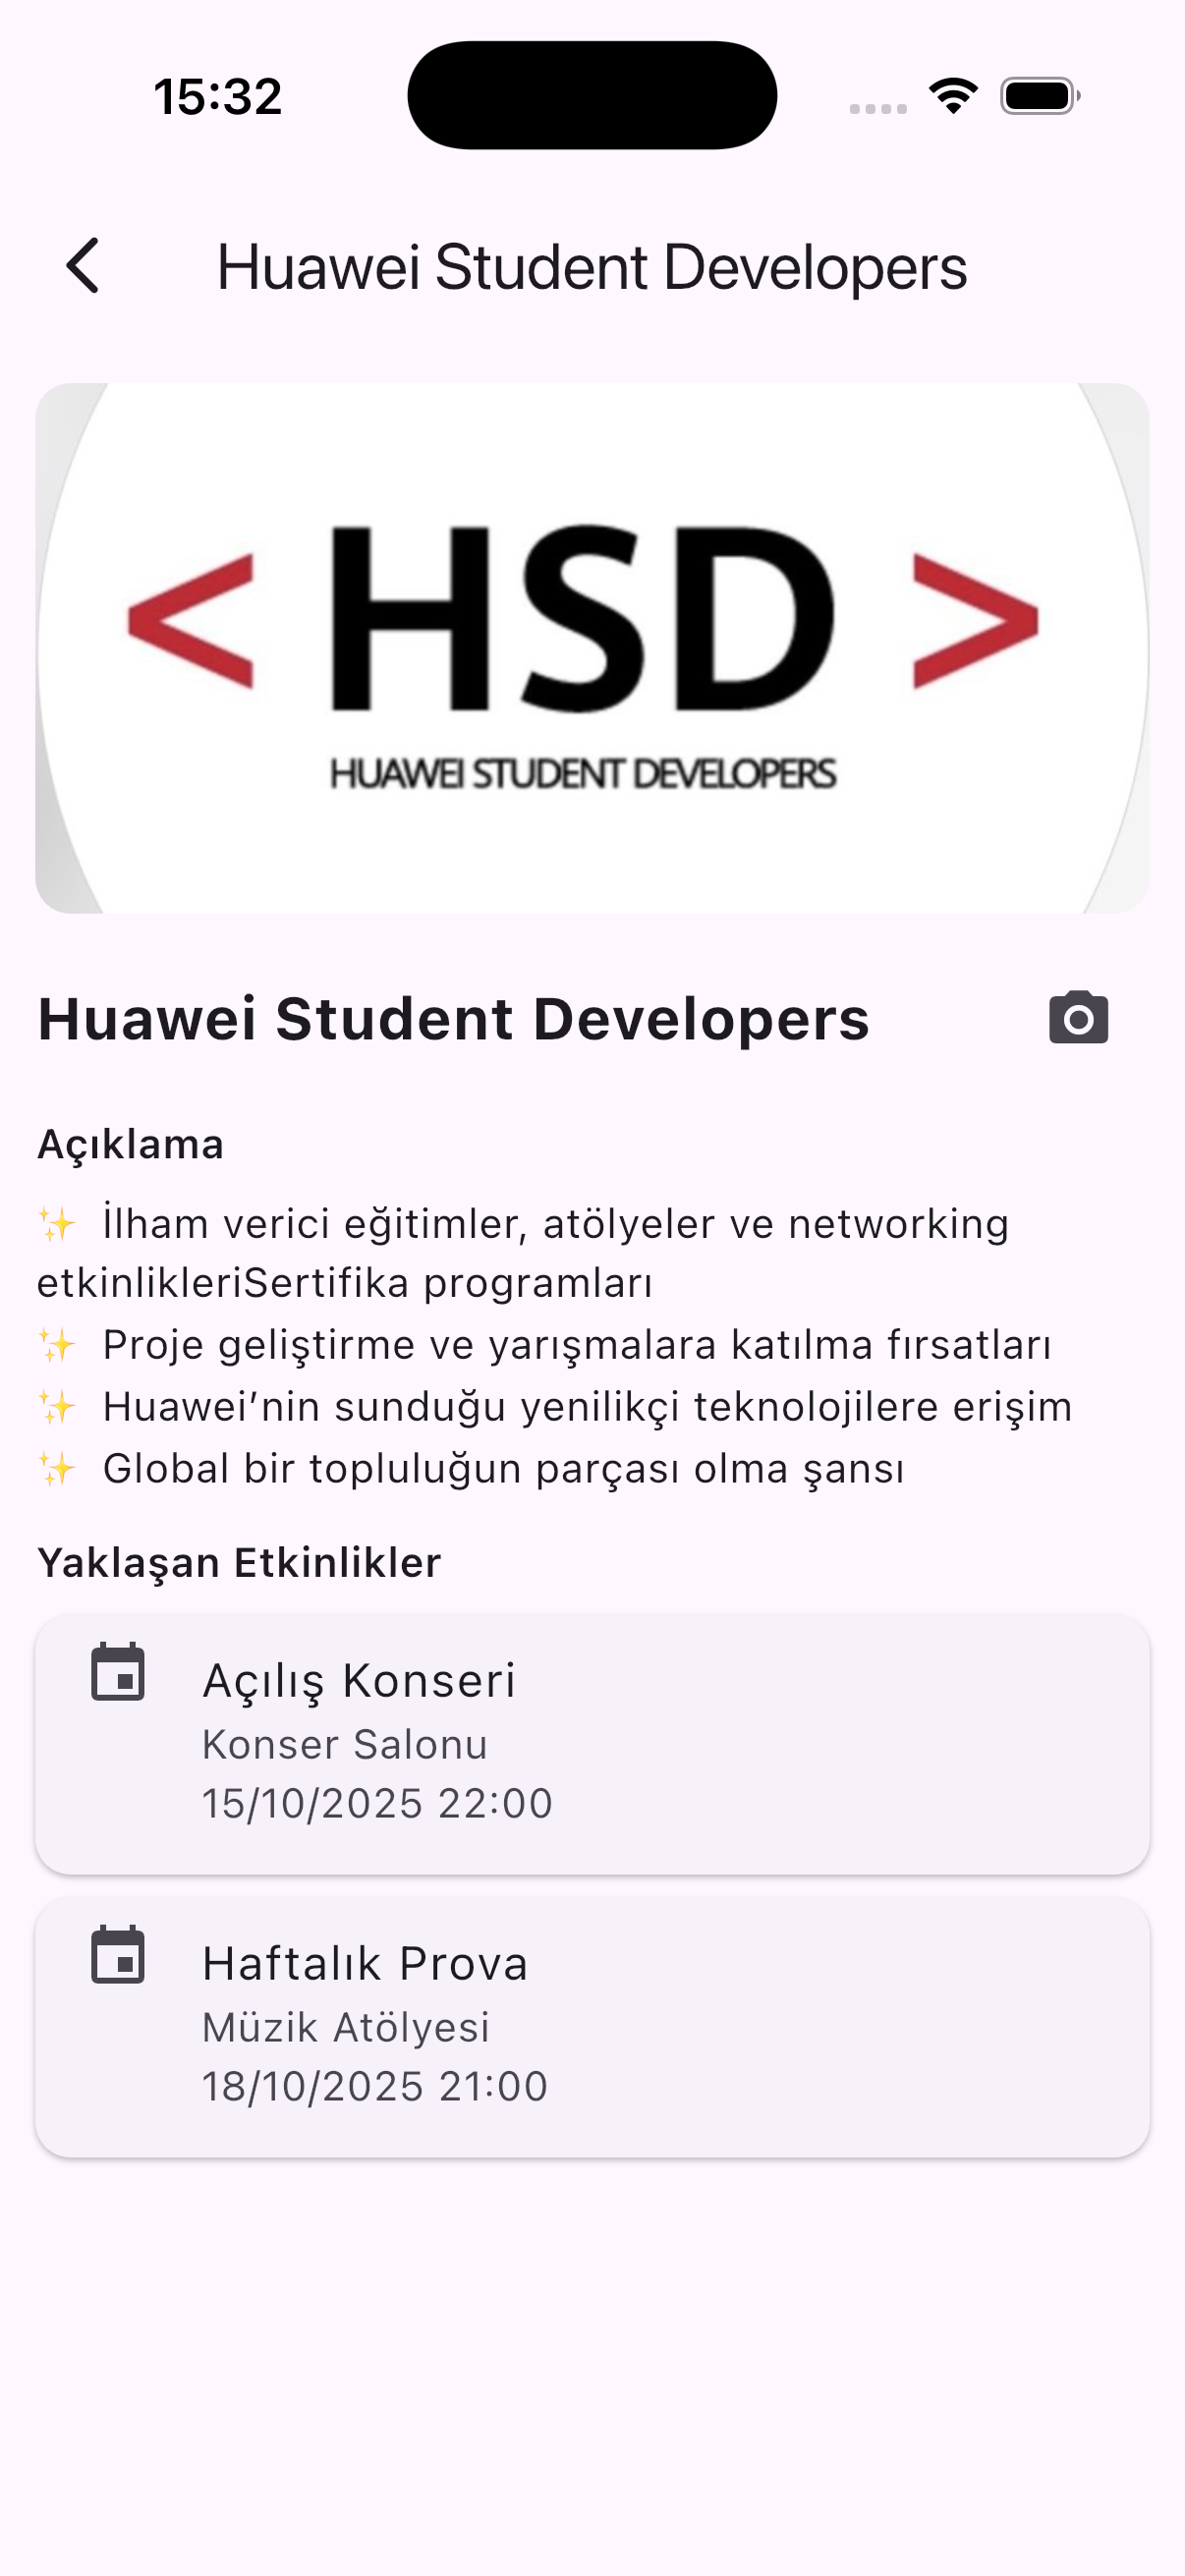 15:32
Huawei Student Developers
< HSD >
HUAWEI STUDENT DEVELOPERS
Huawei Student Developers
Açıklama
✨ İlham verici eğitimler, atölyeler ve networking
etkinlikleriSertifika programları
✨ Proje geliştirme ve yarışmalara katılma fırsatları
✨ Huawei’nin sunduğu yenilikçi teknolojilere erişim
✨ Global bir topluluğun parçası olma şansı
Yaklaşan Etkinlikler
Açılış Konseri
Konser Salonu
15/10/2025 22:00
Haftalık Prova
Müzik Atölyesi
18/10/2025 21:00